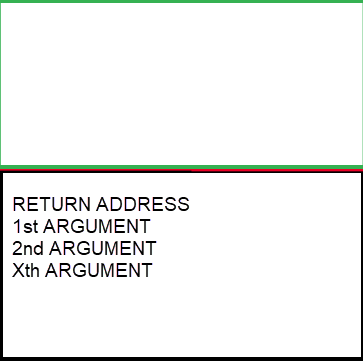 RETURN ADDRESS
1st ARGUMENT
2nd ARGUMENT
Xth ARGUMENT